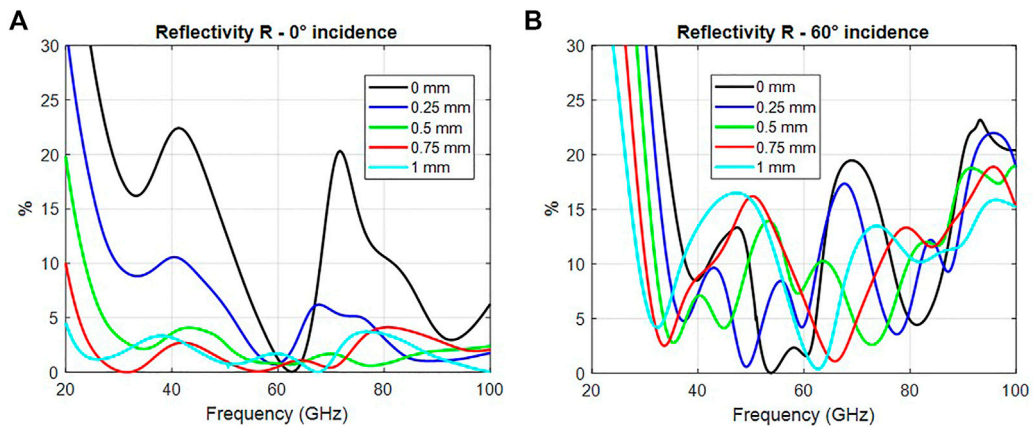 A
Reflectivity R - 0° incidence
30
25
20
15
10
5
0
%
0 mm
0.25 mm
0.5 mm
0.75 mm
1 mm
20
40
60
80
100
Frequency (GHz)
B
Reflectivity R - 60° incidence
30
25
20
15
10
5
0
%
0 mm
0.25 mm
0.5 mm
0.75 mm
1 mm
20
40
60
80
100
Frequency (GHz)